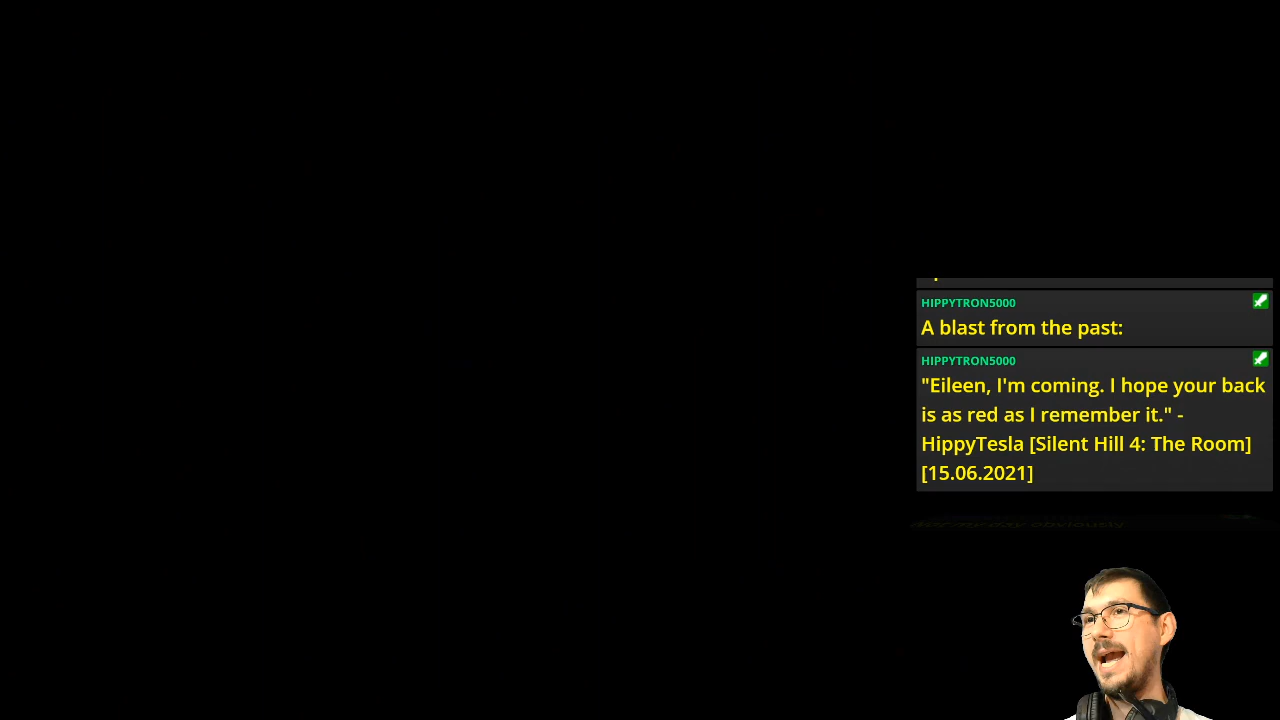 HIPPYTRON5000
A blast from the past:
HIPPYTRON5000
"Eileen, I'm coming. I hope your back
is as red as I remember it." -
HippyTesla [Silent Hill 4: The Room]
[15.06.2021]
obviously